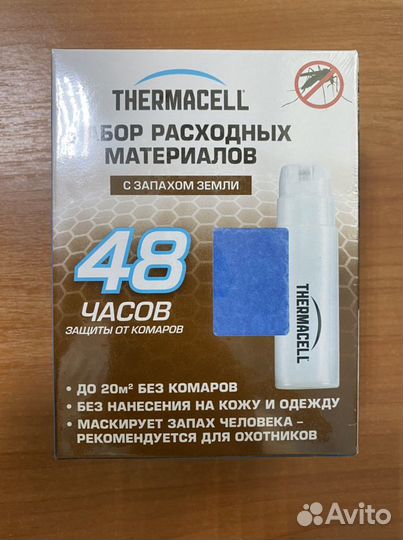 THERMACELL
НАБОР РАСХОДНЫХ
МАТЕРИАЛОВ
С ЗАПАХОМ ЗЕМЛИ
48
ЧАСОВ
ЗАЩИТЫ ОТ КОМАРОВ
THERMACELL
• ДО 20м² БЕЗ КОМАРОВ
• БЕЗ НАНЕСЕНИЯ НА КОЖУ И ОДЕЖДУ
• МАСКИРУЕТ ЗАПАХ ЧЕЛОВЕКА –
РЕКОМЕНДУЕТСЯ ДЛЯ ОХОТНИКОВ
Avito